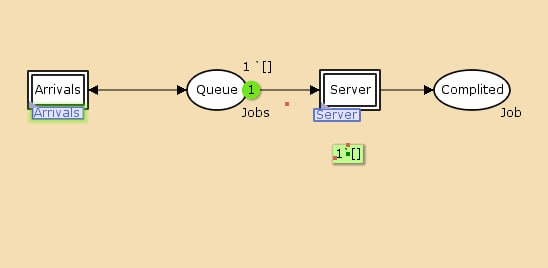 1 `[]
Arrivals
Queue
1
Server
Complited
Arrivals
Jobs
Server
Job
1`[]